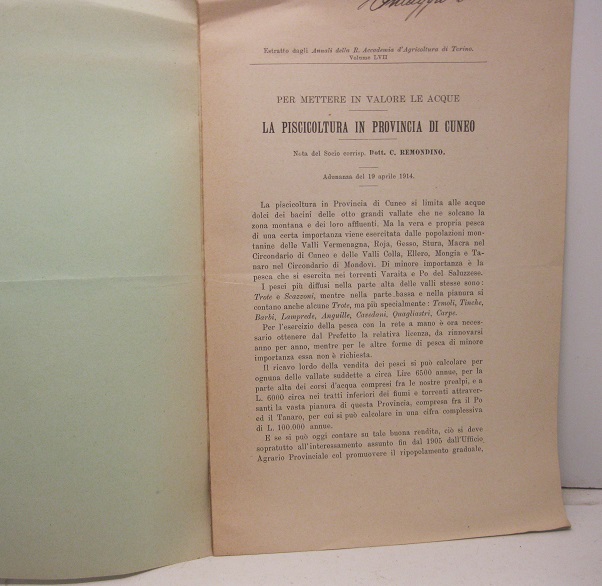 Omaggio
Estratto dagli Annali della R. Accademia d'Agricoltura di Torino.
Volume LVII
PER METTERE IN VALORE LE ACQUE
LA PISCICOLTURA IN PROVINCIA DI CUNEO
Nota del Socio corrisp. Dott. C. REMONDINO.
Adunanza del 19 aprile 1914.
La piscicoltura in Provincia di Cuneo si limita alle acque
dolci dei bacini delle otto grandi vallate che ne solcano la
zona montana e dei loro affluenti. Ma la vera e propria pesca
di una certa importanza viene esercitata dalle popolazioni mon-
tanine delle Valli Vermenagna, Roja, Gesso, Stura, Macra nel
Circondario di Cuneo e delle Valli Colla, Ellero, Mongia e Ta-
naro nel Circondario di Mondovì. Di minore importanza è la
pesca che si esercita nei torrenti Varaita e Po del Saluzzese.
I pesci più diffusi nella parte alta delle valli stesse sono:
Trote e Scazzoni, mentre nella parte bassa e nella pianura si
contano anche alcune Trote, ma più specialmente: Temoli, Tinche,
Barbi, Lamprede, Anguille, Cavedoni, Quagliastri, Carpe.
Per l'esercizio della pesca con la rete a mano è ora neces-
sario ottenere dal Prefetto la relativa licenza, da rinnovarsi
anno per anno, mentre per le altre forme di pesca di minore
importanza essa non è richiesta.
Il ricavo lordo della vendita dei pesci si può calcolare per
ognuna delle vallate suddette a circa Lire 6500 annue, per la
parte alta dei corsi d'acqua compresi fra le nostre prealpi, e a
L. 6000 circa nei tratti inferiori dei fiumi e torrenti attraver-
santi la vasta pianura di questa Provincia, compresa fra il Po
ed il Tanaro, per cui si può calcolare in una cifra complessiva
di L. 100.000 annue.
E se si può oggi contare su tale buona rendita, ciò si deve
sopratutto all'interessamento assunto fin dal 1905 dall'Ufficio
Agrario Provinciale col promuovere il ripopolamento graduale,